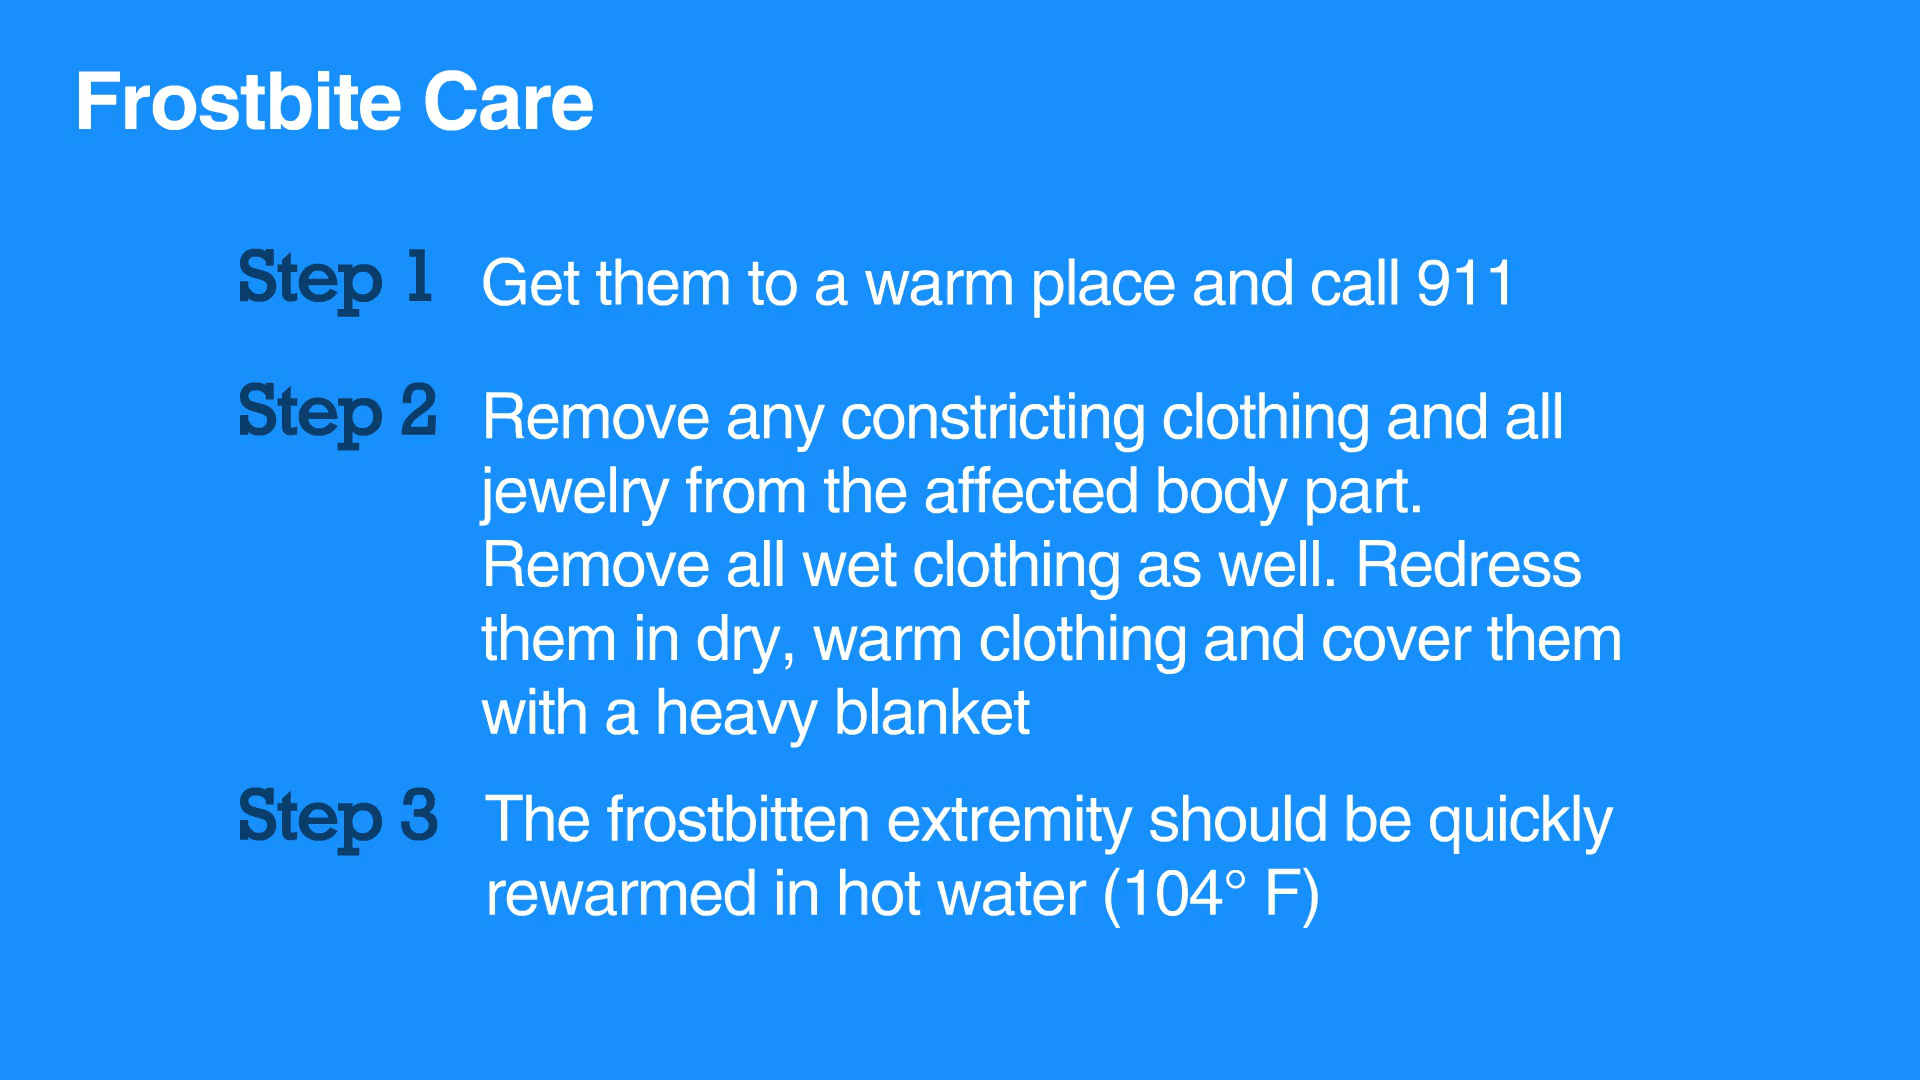 Frostbite Care
Step 1 Get them to a warm place and call 911
Step 2 Remove any constricting clothing and all
jewelry from the affected body part.
Remove all wet clothing as well. Redress
them in dry, warm clothing and cover them
with a heavy blanket
Step 3 The frostbitten extremity should be quickly
rewarmed in hot water (104° F)